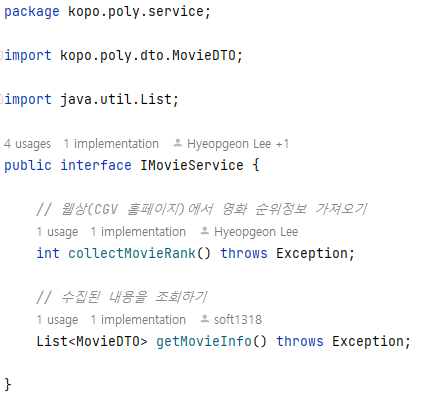 package kopo.poly.service;
import kopo.poly.dto.MovieDTO;
import java.util.List;
4 usages 1 implementation Hyeopgeon Lee +1
public interface IMovieService {
// 웹상(CGV 홈페이지)에서 영화 순위정보 가져오기
1 usage 1 implementation Hyeopgeon Lee
int collectMovieRank() throws Exception;
// 수집된 내용을 조회하기
1 usage 1 implementation soft1318
List<MovieDTO> getMovieInfo() throws Exception;
}